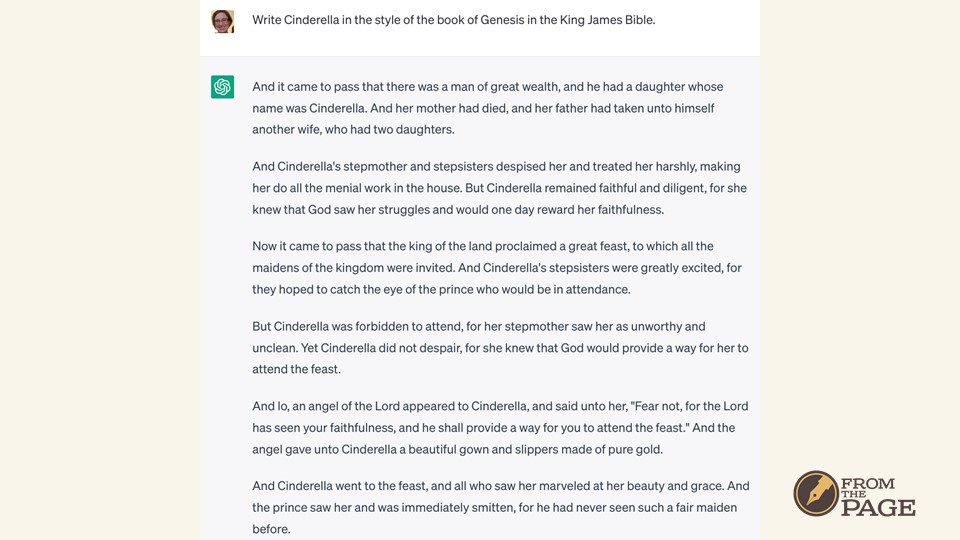 Write Cinderella in the style of the book of Genesis in the King James Bible.
And it came to pass that there was a man of great wealth, and he had a daughter whose
name was Cinderella. And her mother had died, and her father had taken unto himself
another wife, who had two daughters.
And Cinderella's stepmother and stepsisters despised her and treated her harshly, making
her do all the menial work in the house. But Cinderella remained faithful and diligent, for she
knew that God saw her struggles and would one day reward her faithfulness.
Now it came to pass that the king of the land proclaimed a great feast, to which all the
maidens of the kingdom were invited. And Cinderella's stepsisters were greatly excited, for
they hoped to catch the eye of the prince who would be in attendance.
But Cinderella was forbidden to attend, for her stepmother saw her as unworthy and
unclean. Yet Cinderella did not despair, for she knew that God would provide a way for her to
attend the feast.
And lo, an angel of the Lord appeared to Cinderella, and said unto her, "Fear not, for the Lord
has seen your faithfulness, and he shall provide a way for you to attend the feast." And the
angel gave unto Cinderella a beautiful gown and slippers made of pure gold.
And Cinderella went to the feast, and all who saw her marveled at her beauty and grace. And
the prince saw her and was immediately smitten, for he had never seen such a fair maiden
before.
FROM
THE
PAGE